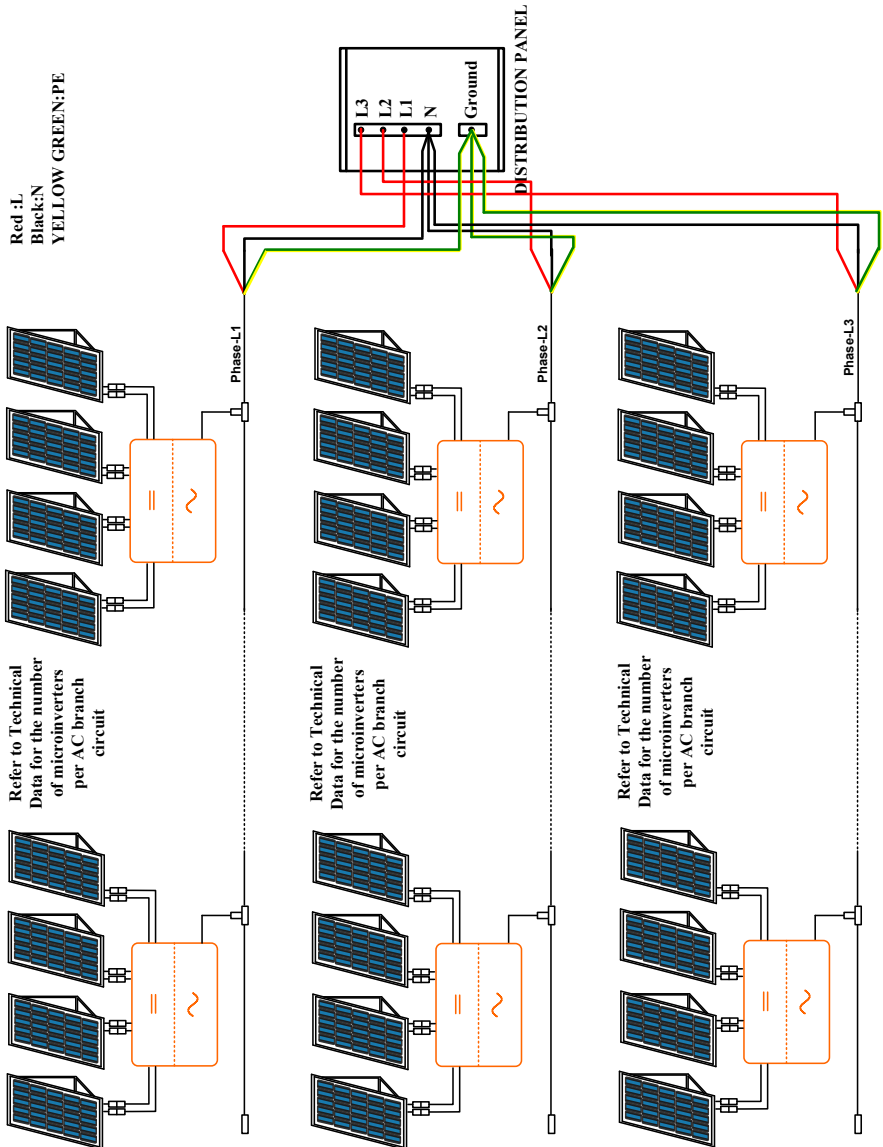 Red :L
Black:N
YELLOW GREEN:PE
L3
L2
L1
N
Ground
DISTRIBUTION PANEL
Phase-L1
Phase-L2
Phase-L3
Refer to Technical
Data for the number
of microinverters
per AC branch
circuit
Refer to Technical
Data for the number
of microinverters
per AC branch
circuit
Refer to Technical
Data for the number
of microinverters
per AC branch
circuit